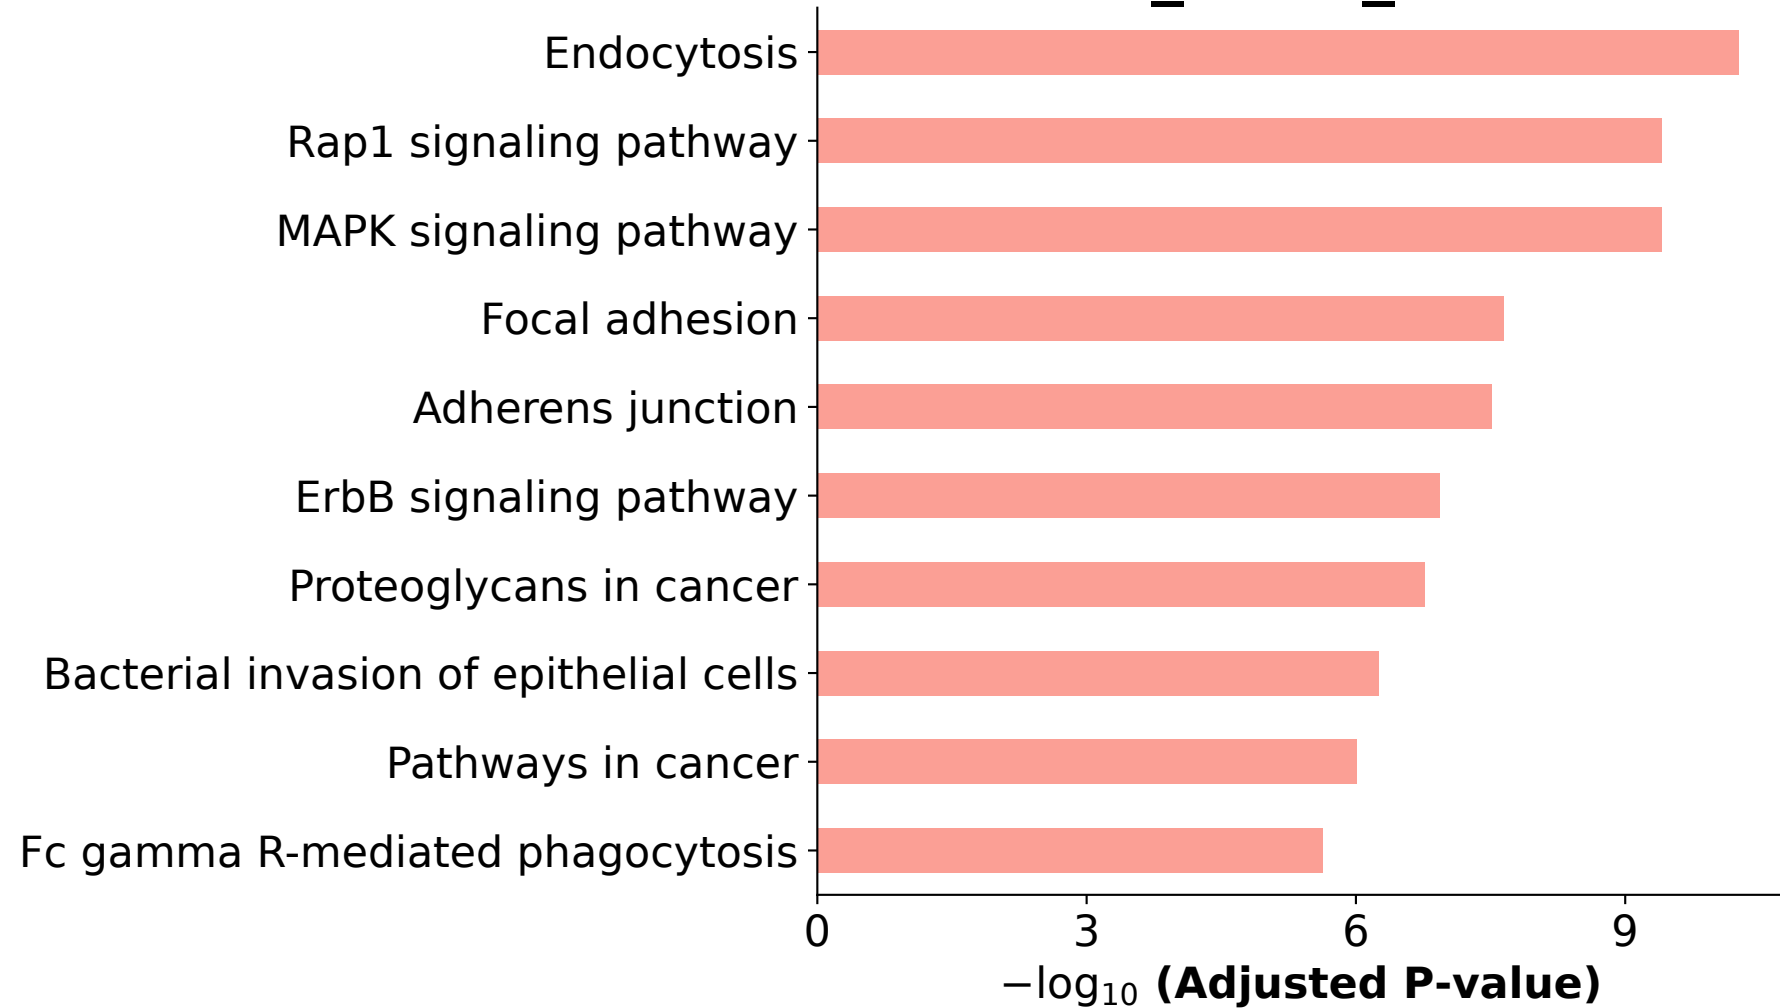 Endocytosis
Rap1 signaling pathway
MAPK signaling pathway
Focal adhesion
Adherens junction
ErbB signaling pathway
Proteoglycans in cancer
Bacterial invasion of epithelial cells
Pathways in cancer
Fc gamma R-mediated phagocytosis
0 3 6 9
−log₁₀ (Adjusted P-value)